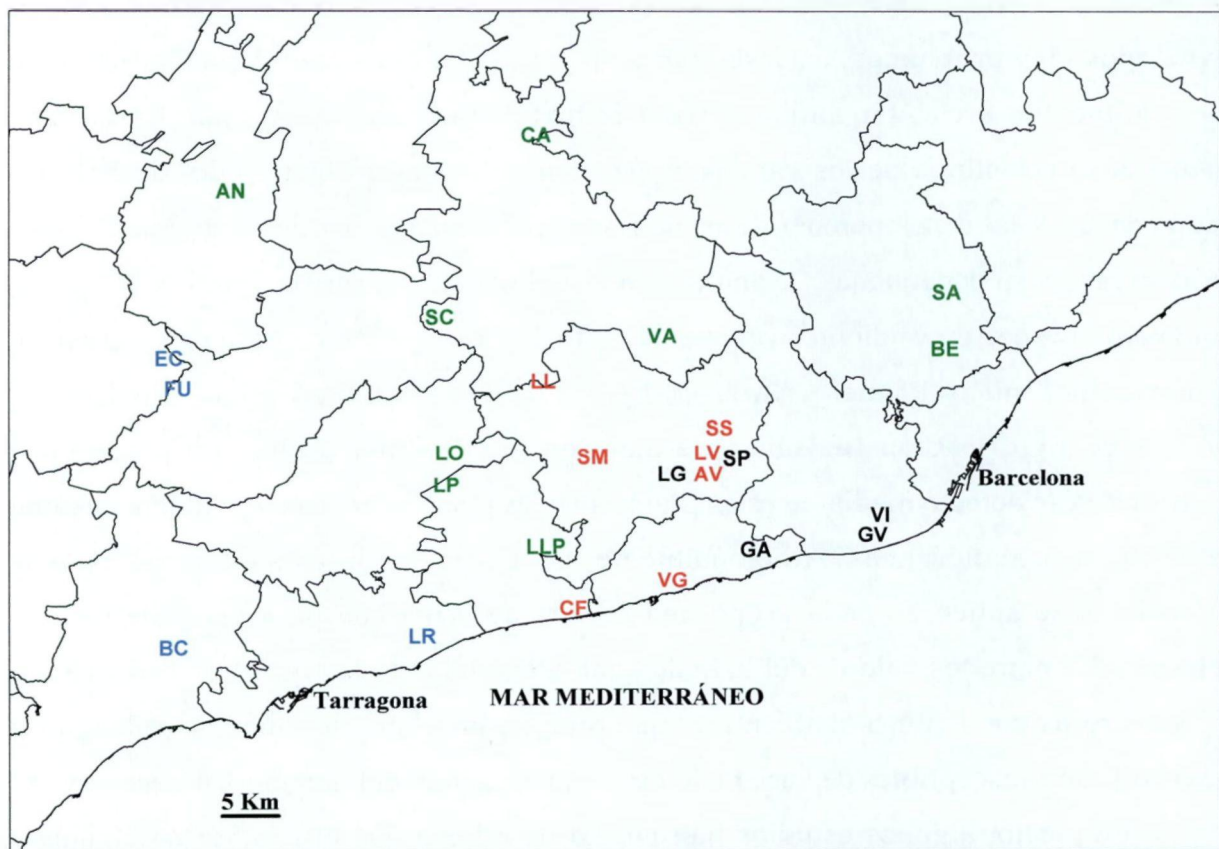 CA
AN
SA
SC
VA
BE
EC
FU
LL
SS
LO
SM
LV
SP
LG
AV
LP
Barcelona
VI
GV
LLP
GA
VG
CF
LR
BC
MAR MEDITERRÁNEO
Tarragona
5 Km